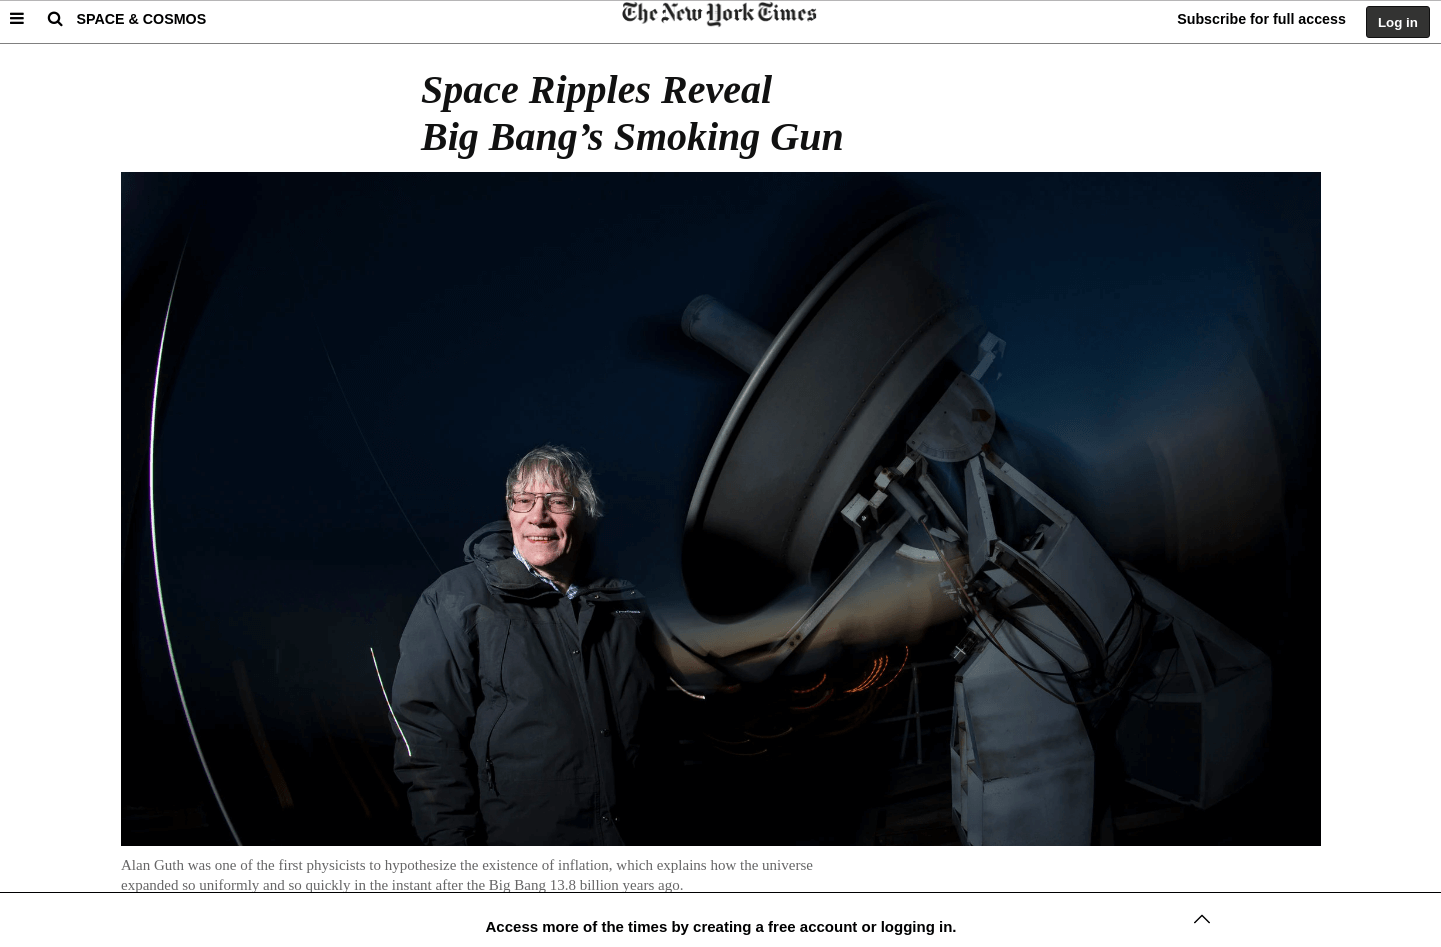 SPACE & COSMOS
The New York Times
Subscribe for full access
Log in
Space Ripples Reveal
Big Bang’s Smoking Gun
Alan Guth was one of the first physicists to hypothesize the existence of inflation, which explains how the universe
expanded so uniformly and so quickly in the instant after the Big Bang 13.8 billion years ago.
Access more of the times by creating a free account or logging in.